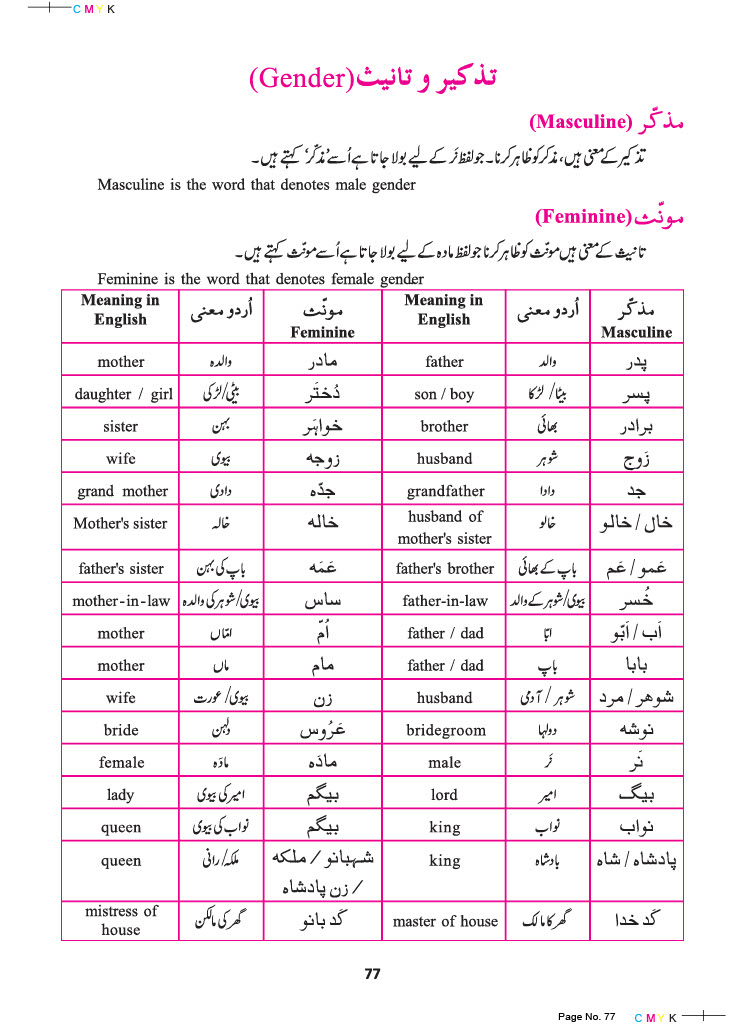 C M Y K
تذکیر و تانیث (Gender)
مذکّر (Masculine)
تذکیر کے معنی ہیں، مذکر کو ظاہر کرنا۔ جو لفظ نَر کے لیے بولا جاتا ہے اُسے ’مذکّر‘ کہتے ہیں۔
Masculine is the word that denotes male gender
مونّث (Feminine)
تانیث کے معنی ہیں مونّث کو ظاہر کرنا جو لفظ مادہ کے لیے بولا جاتا ہے اُسے مونّث کہتے ہیں۔
Feminine is the word that denotes female gender
مذکّر Masculine | اُردو معنی | Meaning in English | مونّث Feminine | اُردو معنی | Meaning in English
پدر | والد | father | مادر | والدہ | mother
پسر | بیٹا/ لڑکا | son / boy | دُختَر | بیٹی/لڑکی | daughter / girl
برادر | بھائی | brother | خواہَر | بہن | sister
زَوج | شوہر | husband | زوجہ | بیوی | wife
جد | دادا | grandfather | جدّہ | دادی | grand mother
خال / خالو | خالو | husband of mother's sister | خالہ | خالہ | Mother's sister
عَمو / عَم | باپ کے بھائی | father's brother | عَمَہ | باپ کی بہن | father's sister
خُسر | بیوی/شوہر کے والد | father-in-law | ساس | بیوی/شوہر کی والدہ | mother-in-law
اَب / اَبّو | ابّا | father / dad | اُمّ | امّاں | mother
بابا | باپ | father / dad | مام | ماں | mother
شوهر / مرد | شوہر / آدمی | husband | زن | بیوی/ عورت | wife
نوشہ | دولہا | bridegroom | عَرُوس | دلہن | bride
نَر | نَر | male | مادَہ | مادَہ | female
بیگ | امیر | lord | بیگم | امیر کی بیوی | lady
نواب | نواب | king | بیگم | نواب کی بیوی | queen
پادشاہ / شاہ | بادشاہ | king | شہبانو / ملکہ / زن پادشاہ | ملکہ/ رانی | queen
کَد خدا | گھر کا مالک | master of house | کَد بانو | گھر کی مالکن | mistress of house
77
Page No. 77 C M Y K